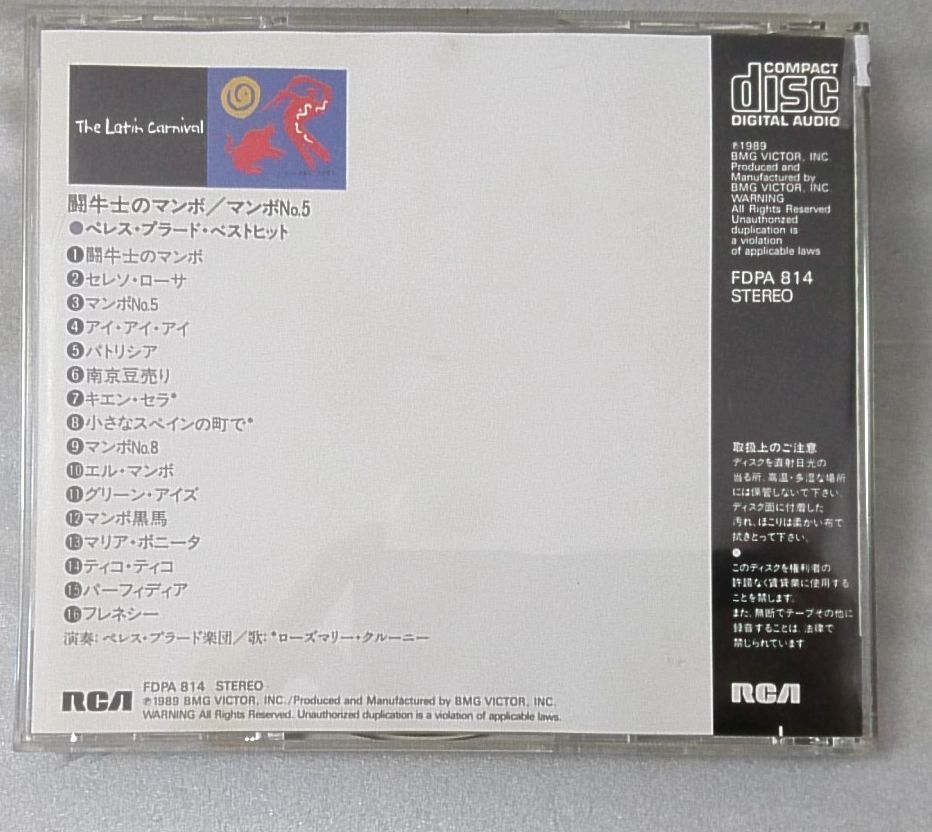 The Latin Carnival
闘牛士のマンボ／マンボNo.5
●ペレス・プラード・ベストヒット
❶闘牛士のマンボ
❷セレソ・ローサ
❸マンボNo.5
❹アイ・アイ・アイ
❺パトリシア
❻南京豆売り
❼キエン・セラ*
❽小さなスペインの町で*
❾マンボNo.8
❿エル・マンボ
⓫グリーン・アイズ
⓬マンボ黒馬
⓭マリア・ボニータ
⓮ティコ・ティコ
⓯パーフィディア
⓰フレネシー
演奏: ペレス・プラード楽団／歌: *ローズマリー・クルーニー
RCA
FDPA 814 STEREO
℗1989 BMG VICTOR, INC./Produced and Manufactured by BMG VICTOR, INC.
WARNING All Rights Reserved. Unauthorized duplication is a violation of applicable laws.
COMPACT
disc
DIGITAL AUDIO
℗1989
BMG VICTOR, INC.
Produced and
Manufactured by
BMG VICTOR, INC
WARNING
All Rights Reserved
Unauthorized
duplication is
a violation
of applicable laws
FDPA 814
STEREO
取扱上のご注意
ディスクを直射日光の
当る所、高温・多湿な場所
には保管しないで下さい。
ディスク面に付着した
汚れ、ほこりは柔かい布で
拭きとって下さい。
このディスクを権利者の
許諾なく賃貸業に使用する
ことを禁じます。
また、無断でテープその他に
録音することは、法律で
禁じられています
RCA